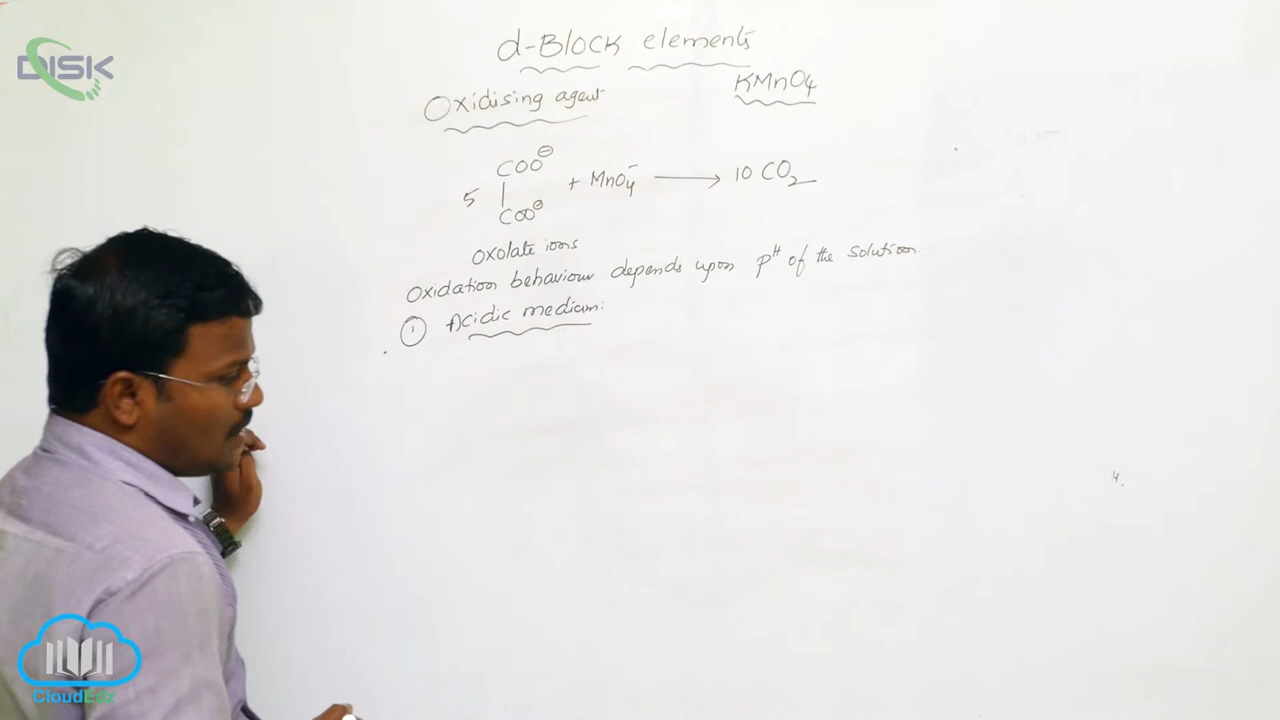 DISK
d-Block elements
KMnO4
Oxidising agent
COO⊖
5 | + MnO4⁻ ⟶ 10 CO2
COO⊖
Oxolate ions
Oxidation behaviour depends upon pH of the solution.
① Acidic medium:
CloudEdz